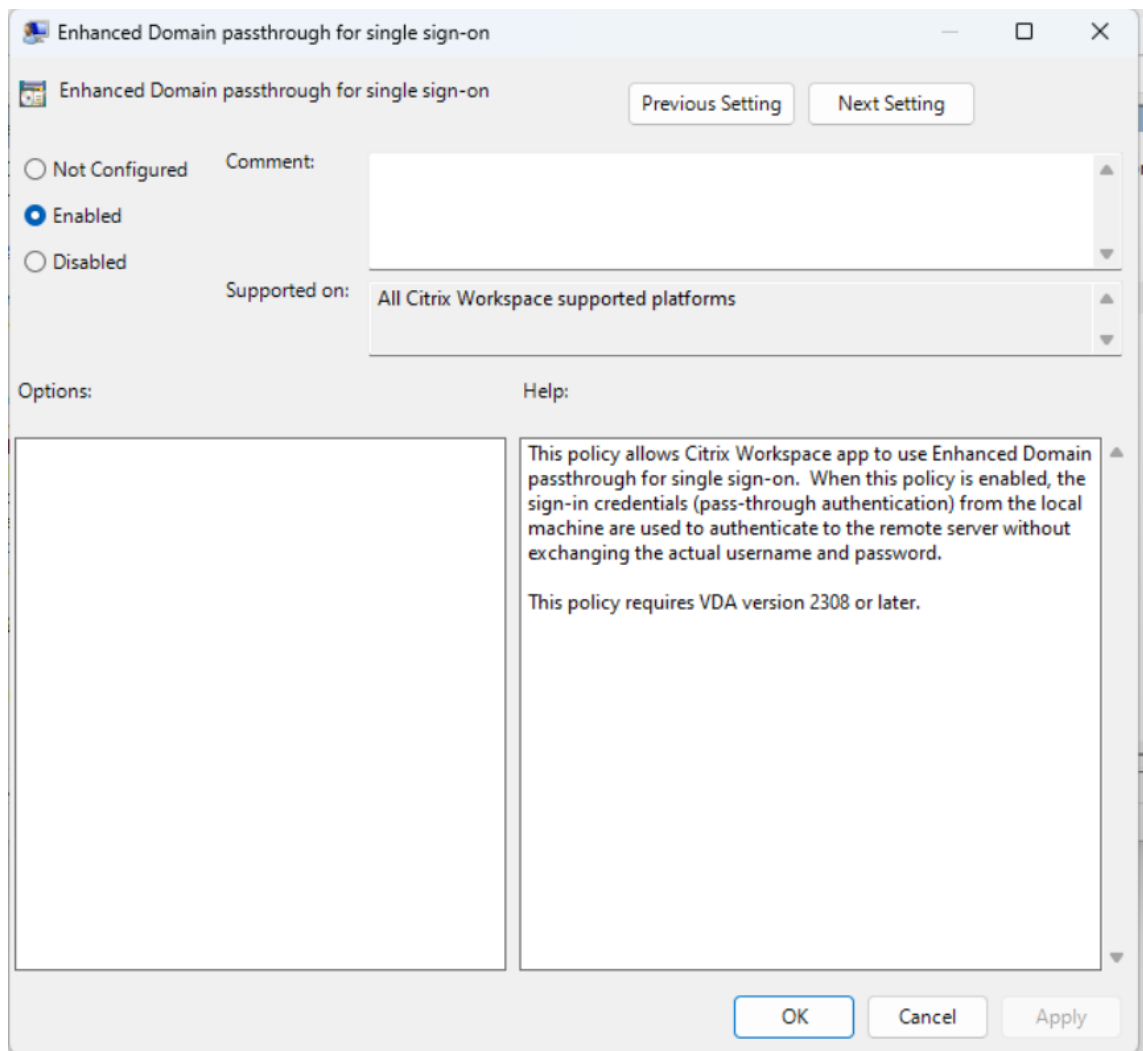 Enhanced Domain passthrough for single sign-on
Enhanced Domain passthrough for single sign-on
Previous Setting
Next Setting
Not Configured
Comment:
Enabled
Disabled
Supported on:
All Citrix Workspace supported platforms
Options:
Help:
This policy allows Citrix Workspace app to use Enhanced Domain
passthrough for single sign-on.  When this policy is enabled, the
sign-in credentials (pass-through authentication) from the local
machine are used to authenticate to the remote server without
exchanging the actual username and password.
This policy requires VDA version 2308 or later.
OK
Cancel
Apply